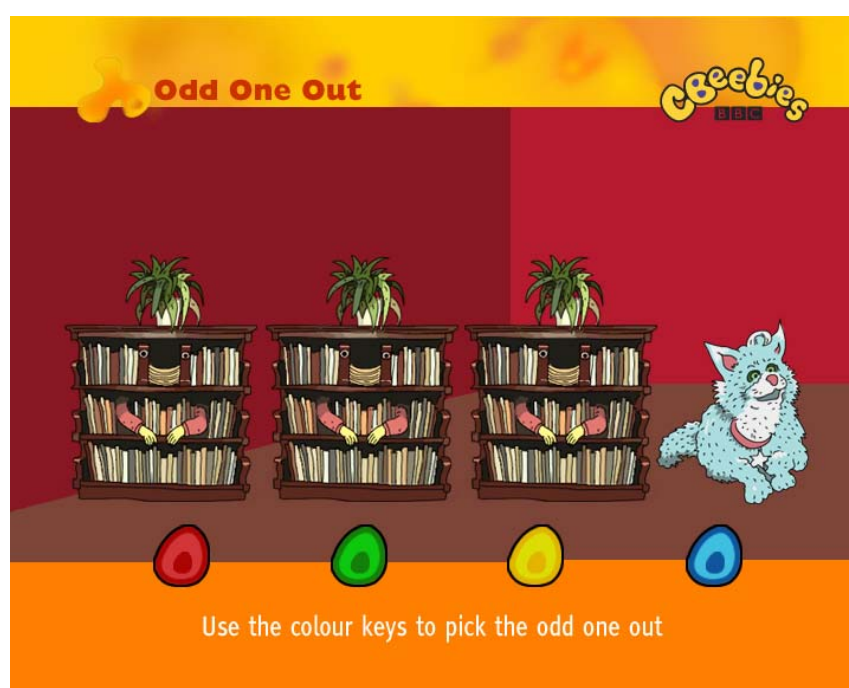 Odd One Out
CBeebies
BBC
Use the colour keys to pick the odd one out